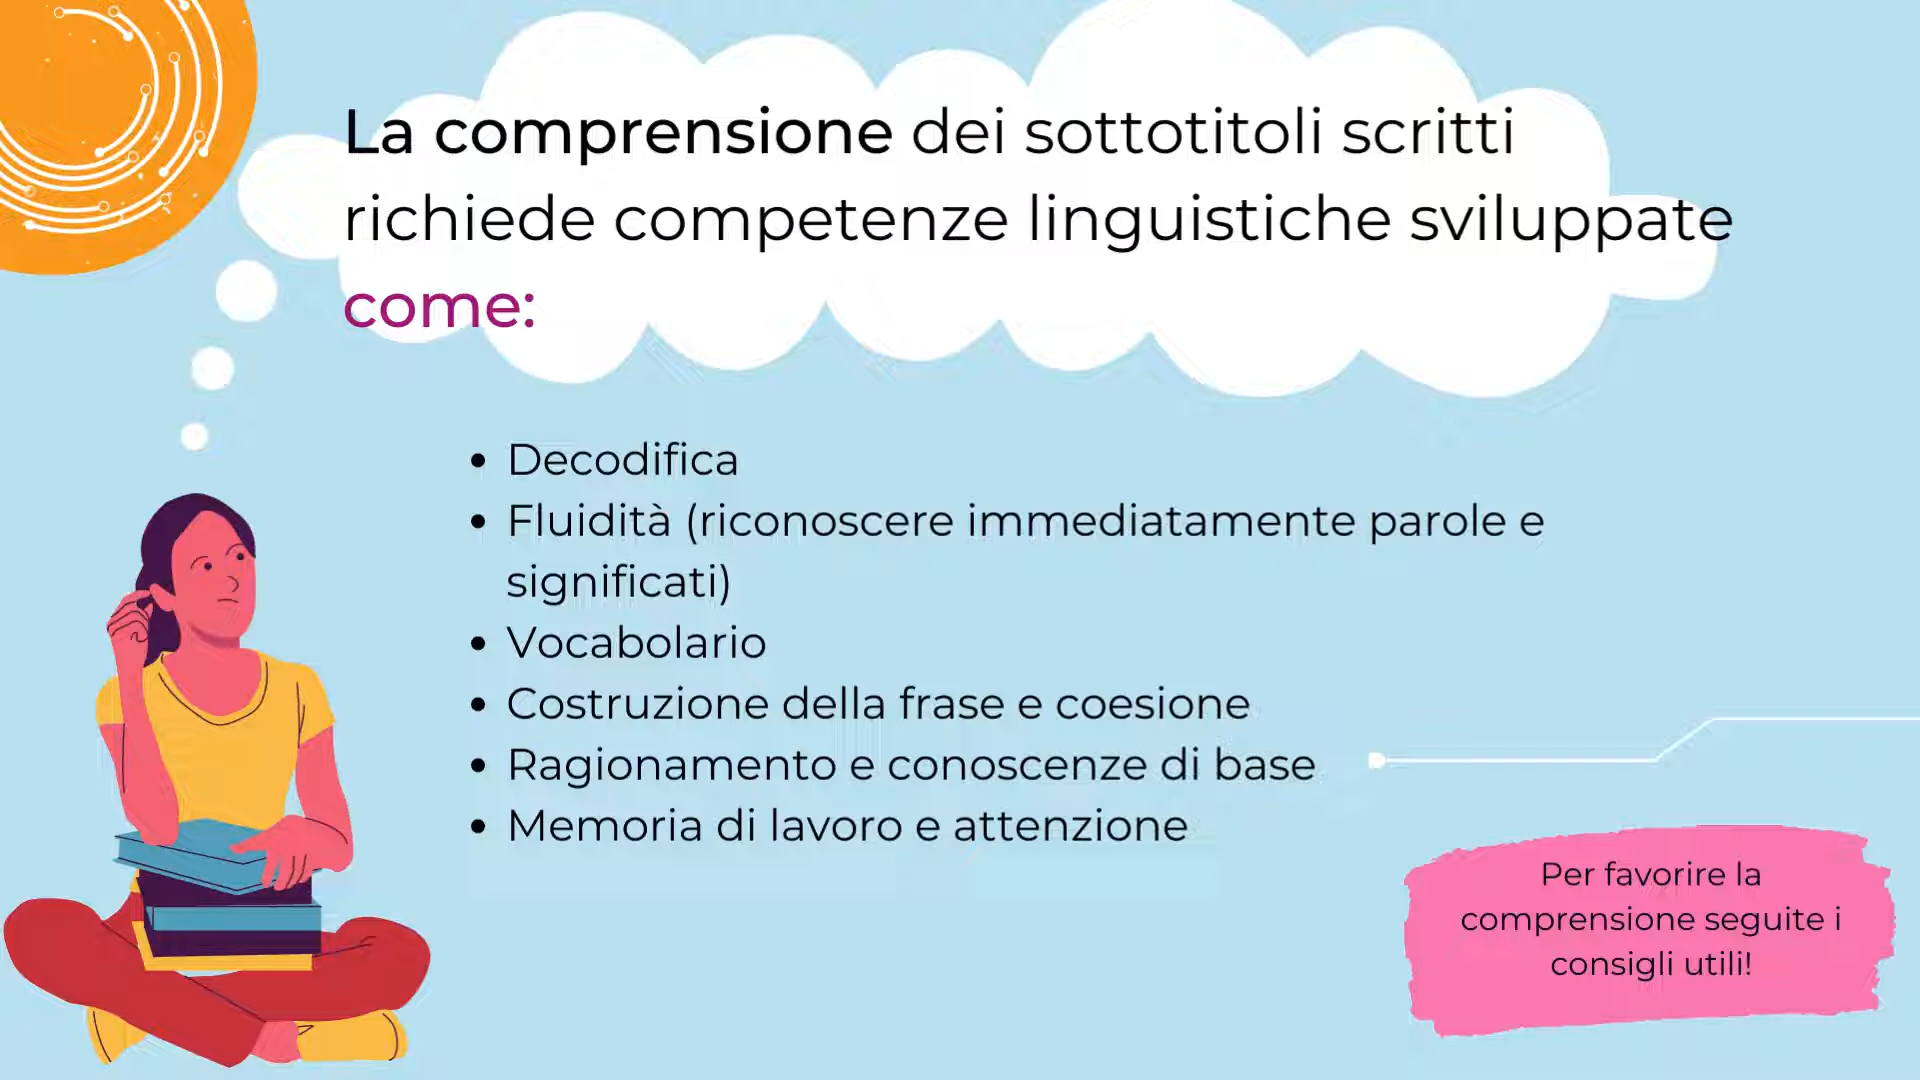 La comprensione dei sottotitoli scritti
richiede competenze linguistiche sviluppate
come:
• Decodifica
• Fluidità (riconoscere immediatamente parole e
significati)
• Vocabolario
• Costruzione della frase e coesione
• Ragionamento e conoscenze di base
• Memoria di lavoro e attenzione
Per favorire la
comprensione seguite i
consigli utili!